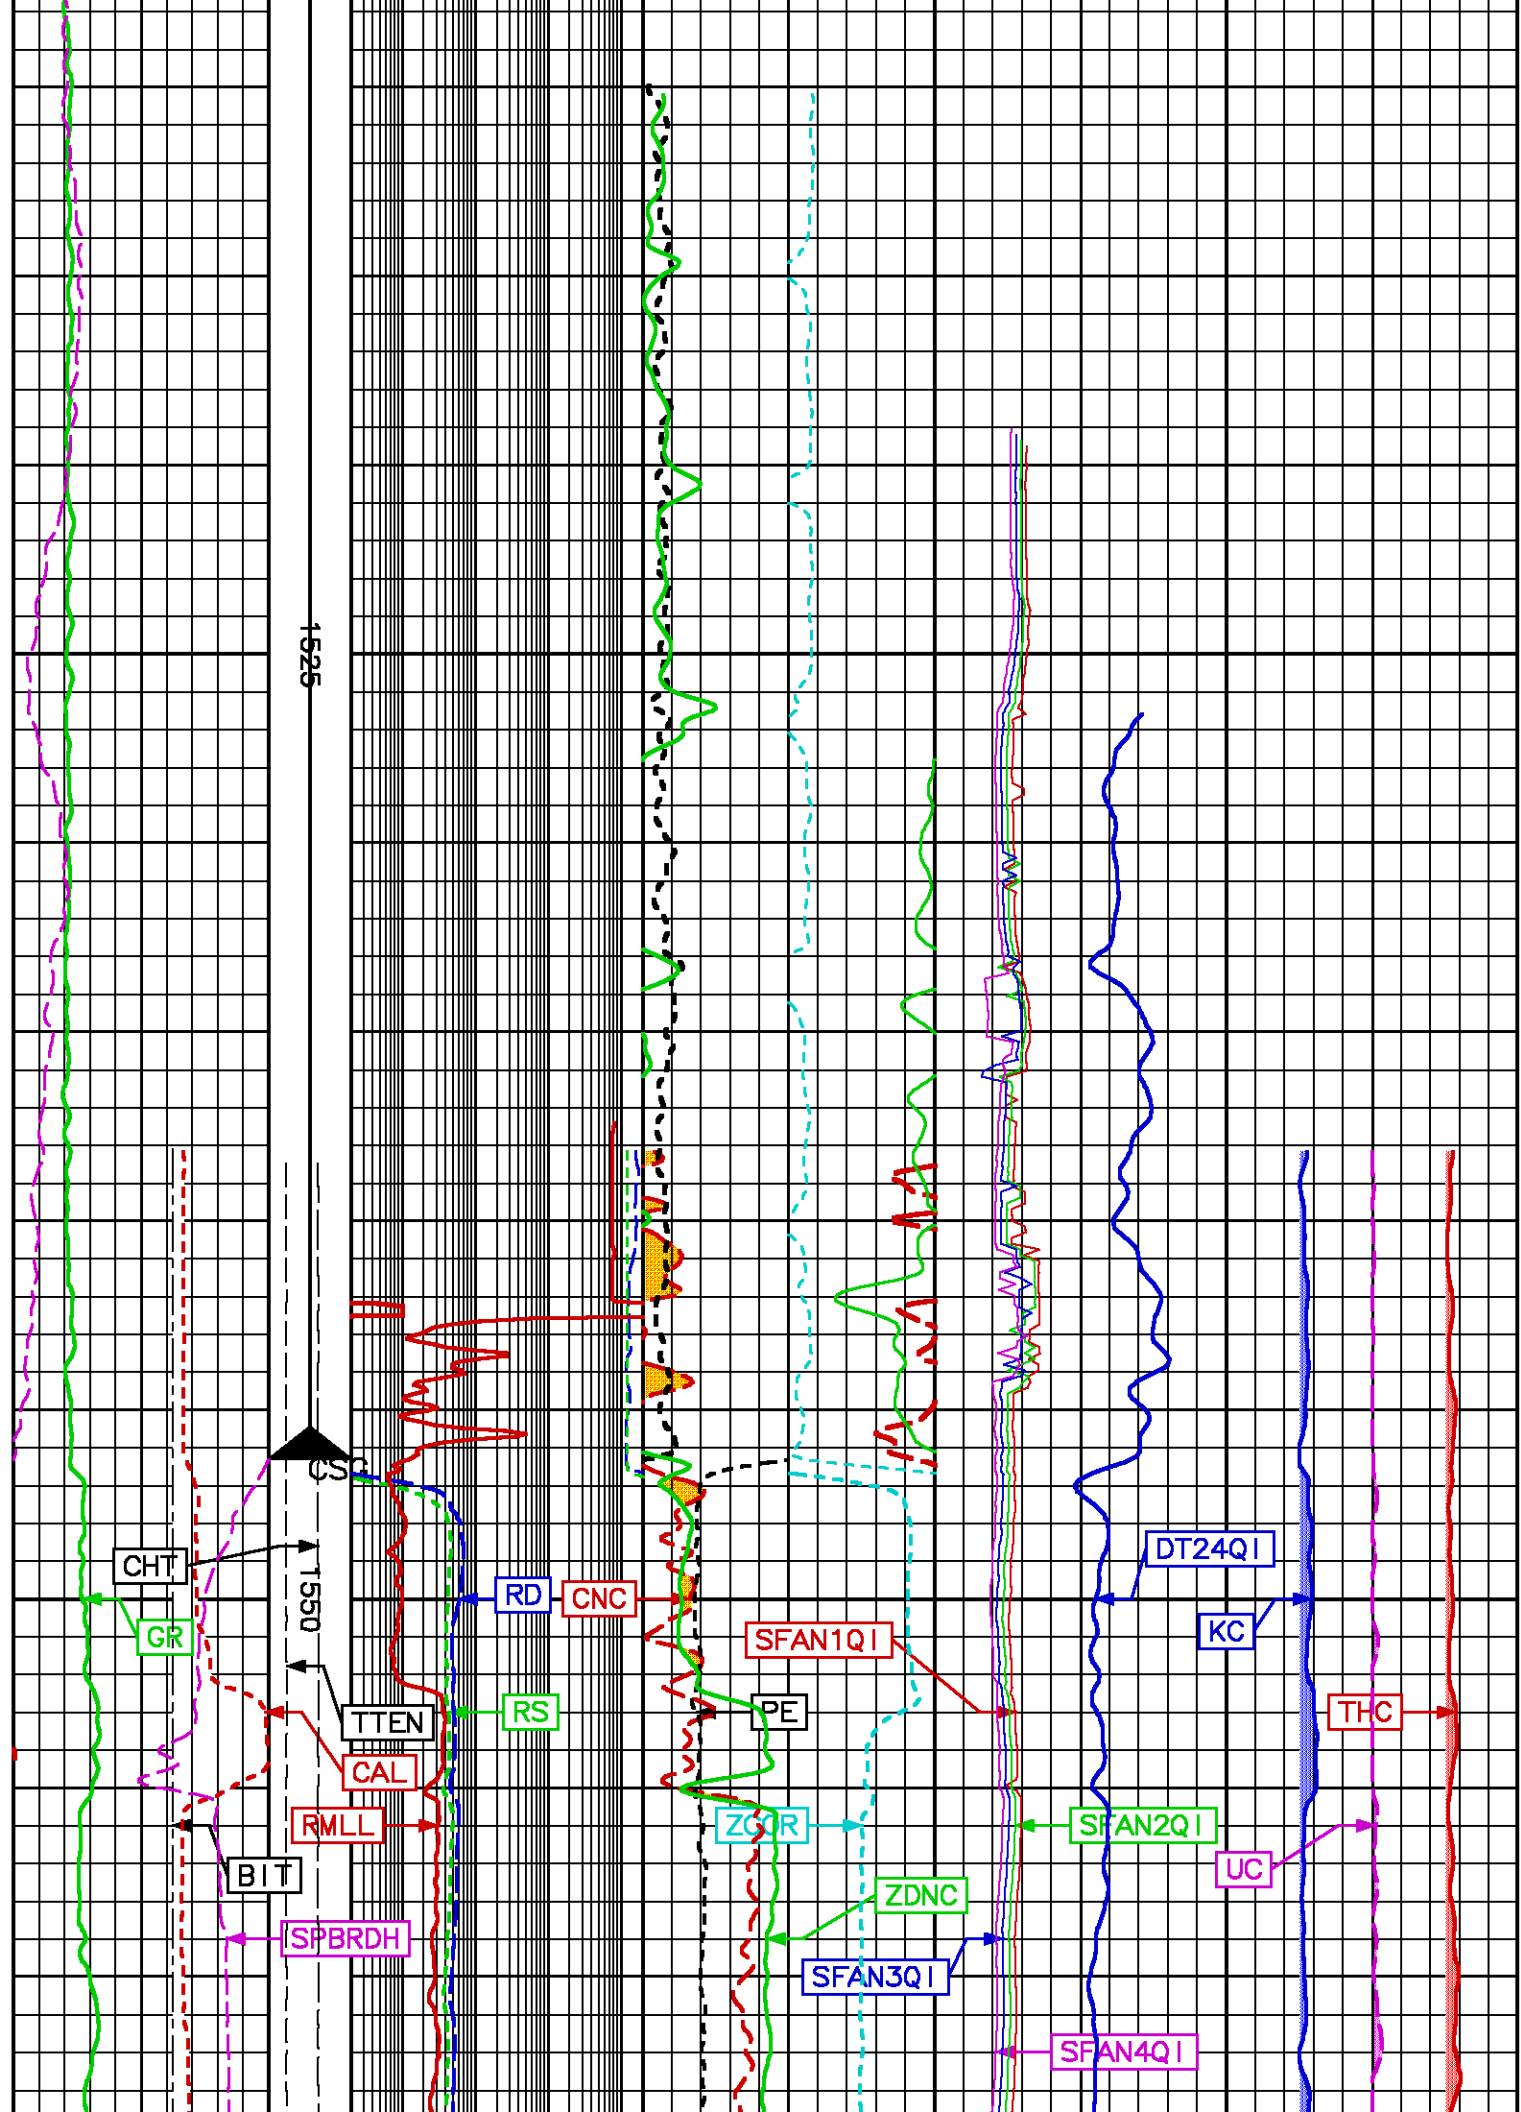 1525
CSG
CHT
1550
GR
RD
CNC
DT24QI
KC
SFAN1QI
TTEN
RS
PE
THC
CAL
RMLL
ZCOR
SFAN2QI
BIT
UC
ZDNC
SPBRDH
SFAN3QI
SFAN4QI